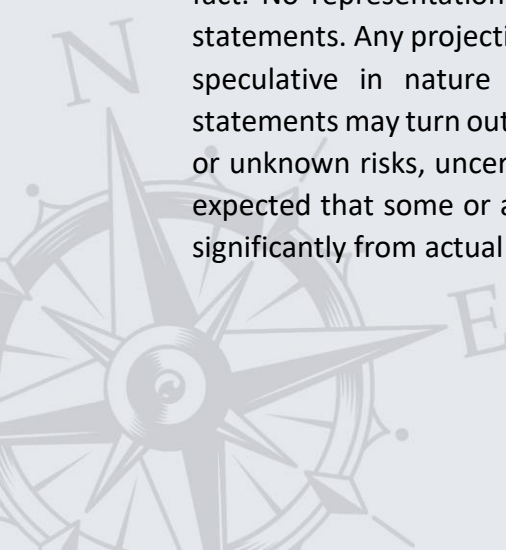 fact. No representation
statements. Any projecti
speculative in nature
statements may turn out
or unknown risks, uncer
expected that some or a
significantly from actual
N
E